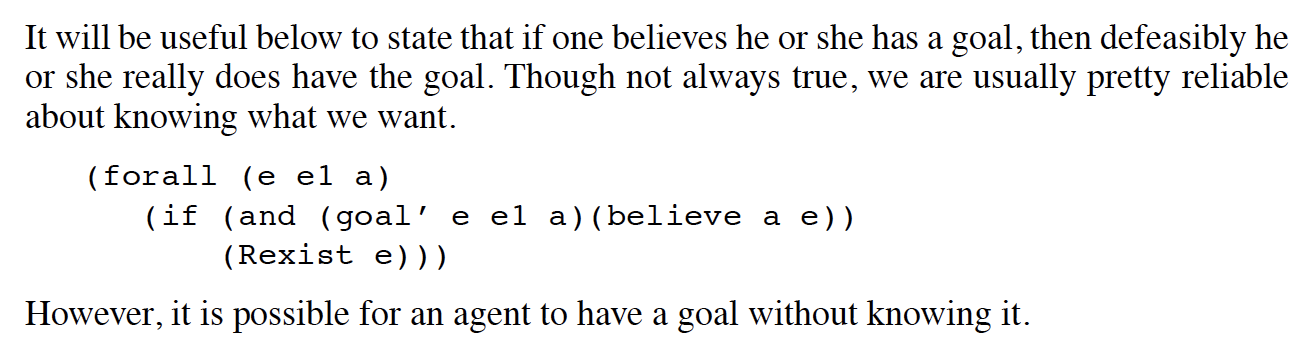 It will be useful below to state that if one believes he or she has a goal, then defeasibly he
or she really does have the goal. Though not always true, we are usually pretty reliable
about knowing what we want.
(forall (e e1 a)
(if (and (goal′ e e1 a)(believe a e))
(Rexist e)))
However, it is possible for an agent to have a goal without knowing it.